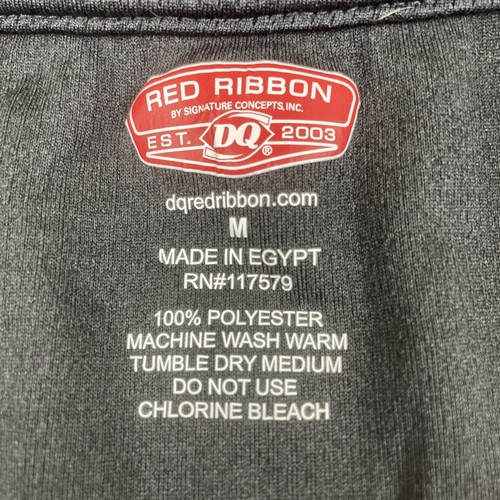 RED RIBBON
BY SIGNATURE CONCEPTS, INC.
EST. DQ® 2003
dqredribbon.com
M
MADE IN EGYPT
RN#117579
100% POLYESTER
MACHINE WASH WARM
TUMBLE DRY MEDIUM
DO NOT USE
CHLORINE BLEACH